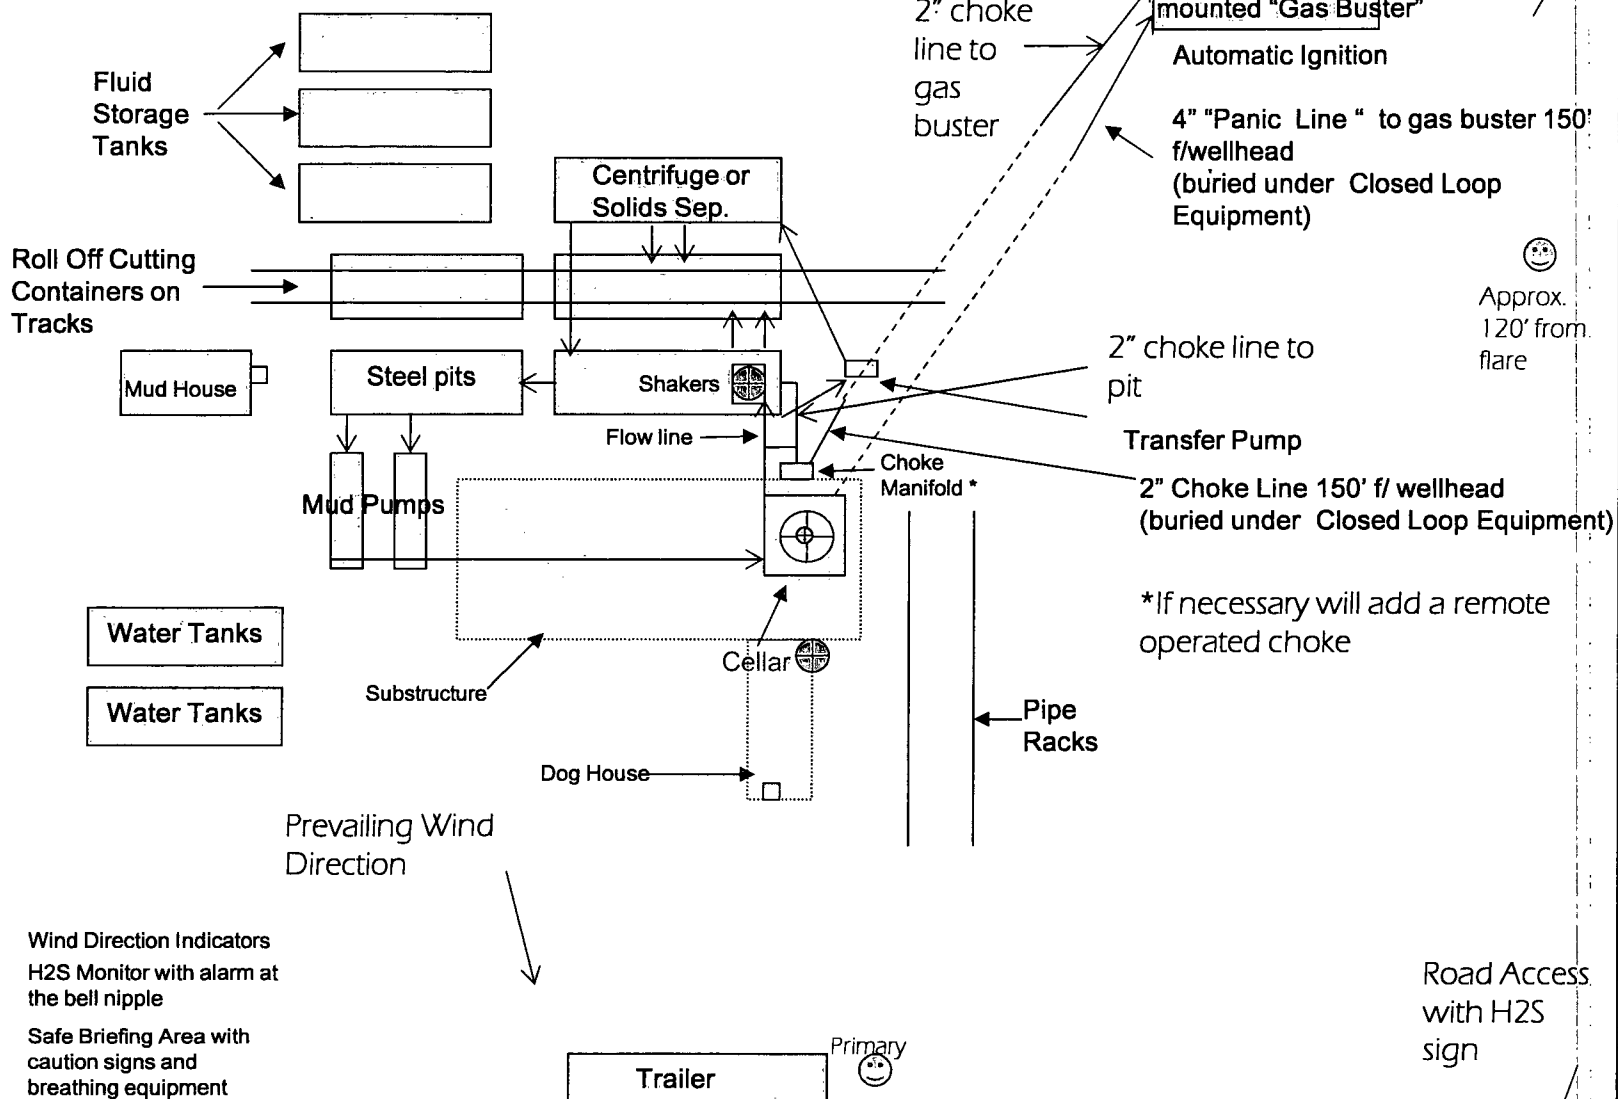 2” choke
line to
gas
buster
mounted “Gas Buster”
Automatic Ignition
4” “Panic Line “ to gas buster 150’
f/wellhead
(buried under Closed Loop
Equipment)
Fluid
Storage
Tanks
Centrifuge or
Solids Sep.
Roll Off Cutting
Containers on
Tracks
Approx.
120’ from
flare
Mud House
Steel pits
Shakers
2” choke line to
pit
Flow line
Transfer Pump
Choke
Manifold *
Mud Pumps
2” Choke Line 150’ f/ wellhead
(buried under Closed Loop Equipment)
*If necessary will add a remote
operated choke
Water Tanks
Cellar
Substructure
Water Tanks
Pipe
Racks
Dog House
Prevailing Wind
Direction
Wind Direction Indicators
H2S Monitor with alarm at
the bell nipple
Safe Briefing Area with
caution signs and
breathing equipment
Primary
Trailer
Road Access
with H2S
sign